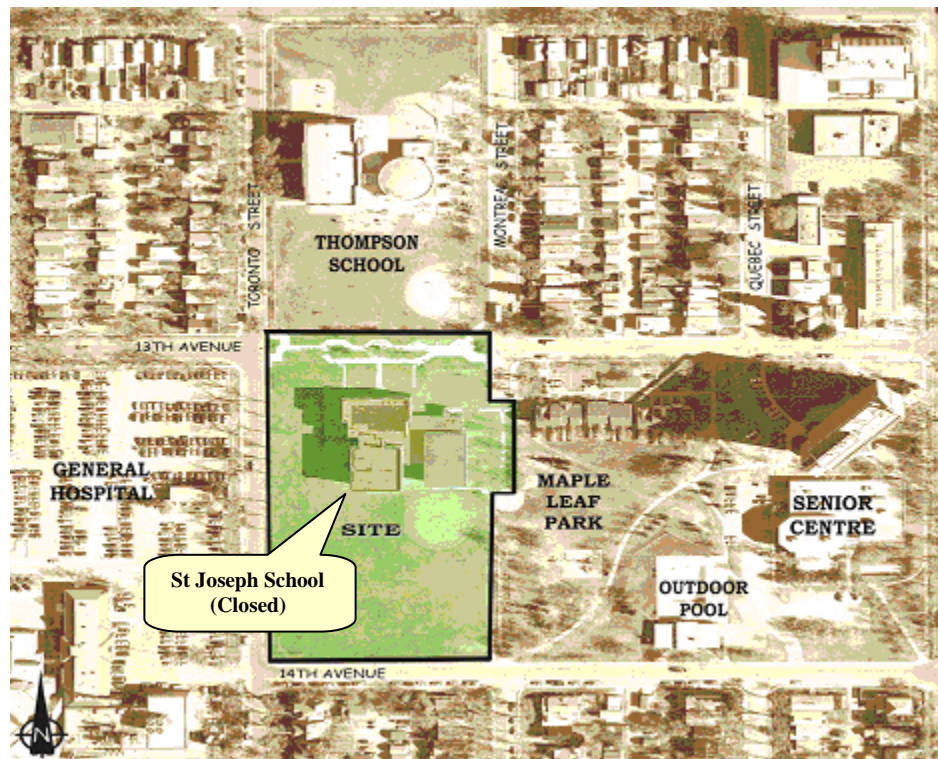 MONTREAL STREET
TORONTO STREET
QUEBEC STREET
THOMPSON
SCHOOL
13TH AVENUE
GENERAL
HOSPITAL
MAPLE
LEAF
PARK
SENIOR
CENTRE
SITE
St Joseph School
(Closed)
OUTDOOR
POOL
14TH AVENUE
N